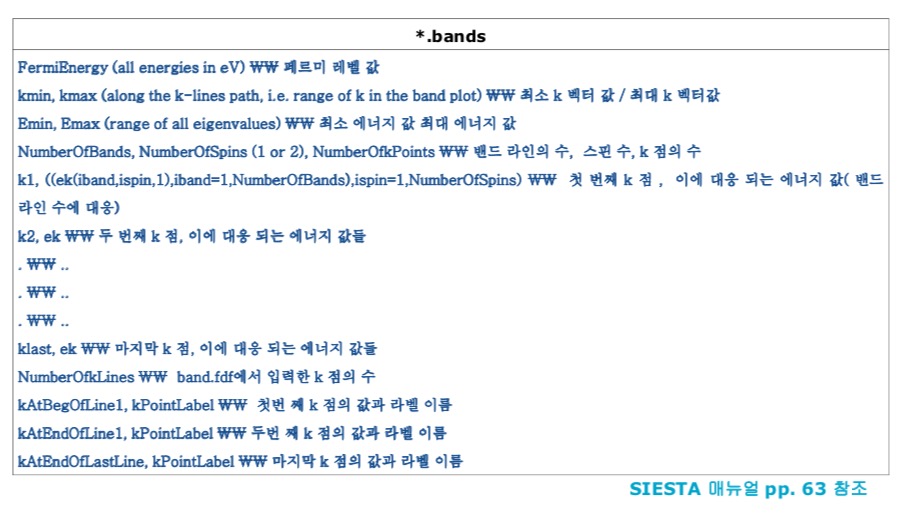 *.bands
FermiEnergy (all energies in eV) ₩₩ 페르미 레벨 값
kmin, kmax (along the k-lines path, i.e. range of k in the band plot) ₩₩ 최소 k 벡터 값 / 최대 k 벡터값
Emin, Emax (range of all eigenvalues) ₩₩ 최소 에너지 값 최대 에너지 값
NumberOfBands, NumberOfSpins (1 or 2), NumberOfkPoints ₩₩ 밴드 라인의 수, 스핀 수, k 점의 수
k1, ((ek(iband,ispin,1),iband=1,NumberOfBands),ispin=1,NumberOfSpins) ₩₩ 첫 번째 k 점 , 이에 대응 되는 에너지 값( 밴드
라인 수에 대응)
k2, ek ₩₩ 두 번째 k 점, 이에 대응 되는 에너지 값들
. ₩₩ ..
. ₩₩ ..
. ₩₩ ..
klast, ek ₩₩ 마지막 k 점, 이에 대응 되는 에너지 값들
NumberOfkLines ₩₩ band.fdf에서 입력한 k 점의 수
kAtBegOfLine1, kPointLabel ₩₩ 첫번 째 k 점의 값과 라벨 이름
kAtEndOfLine1, kPointLabel ₩₩ 두번 째 k 점의 값과 라벨 이름
kAtEndOfLastLine, kPointLabel ₩₩ 마지막 k 점의 값과 라벨 이름
SIESTA 매뉴얼 pp. 63 참조